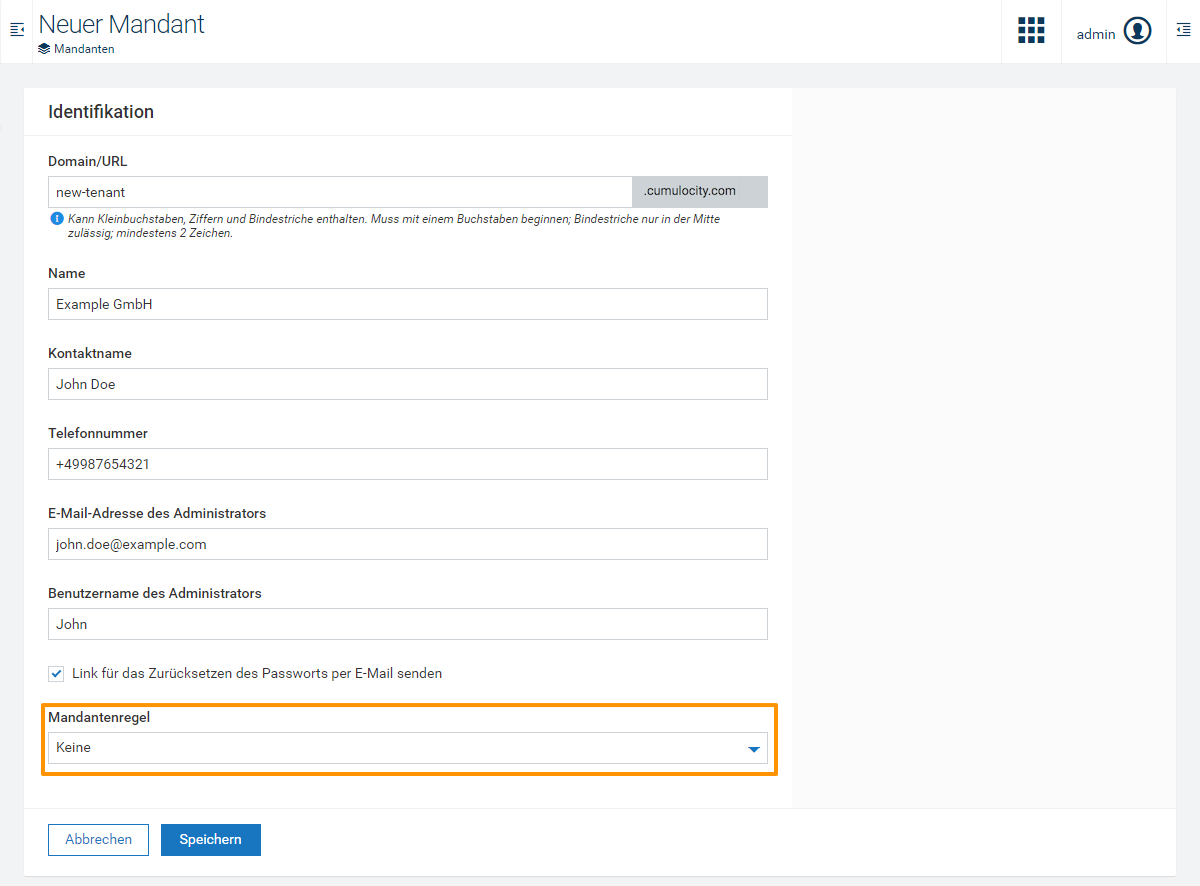 Neuer Mandant
Mandanten
admin
Identifikation
Domain/URL
new-tenant
.cumulocity.com
Kann Kleinbuchstaben, Ziffern und Bindestriche enthalten. Muss mit einem Buchstaben beginnen; Bindestriche nur in der Mitte
zulässig; mindestens 2 Zeichen.
Name
Example GmbH
Kontaktname
John Doe
Telefonnummer
+49987654321
E-Mail-Adresse des Administrators
john.doe@example.com
Benutzername des Administrators
John
Link für das Zurücksetzen des Passworts per E-Mail senden
Mandantenregel
Keine
Abbrechen
Speichern